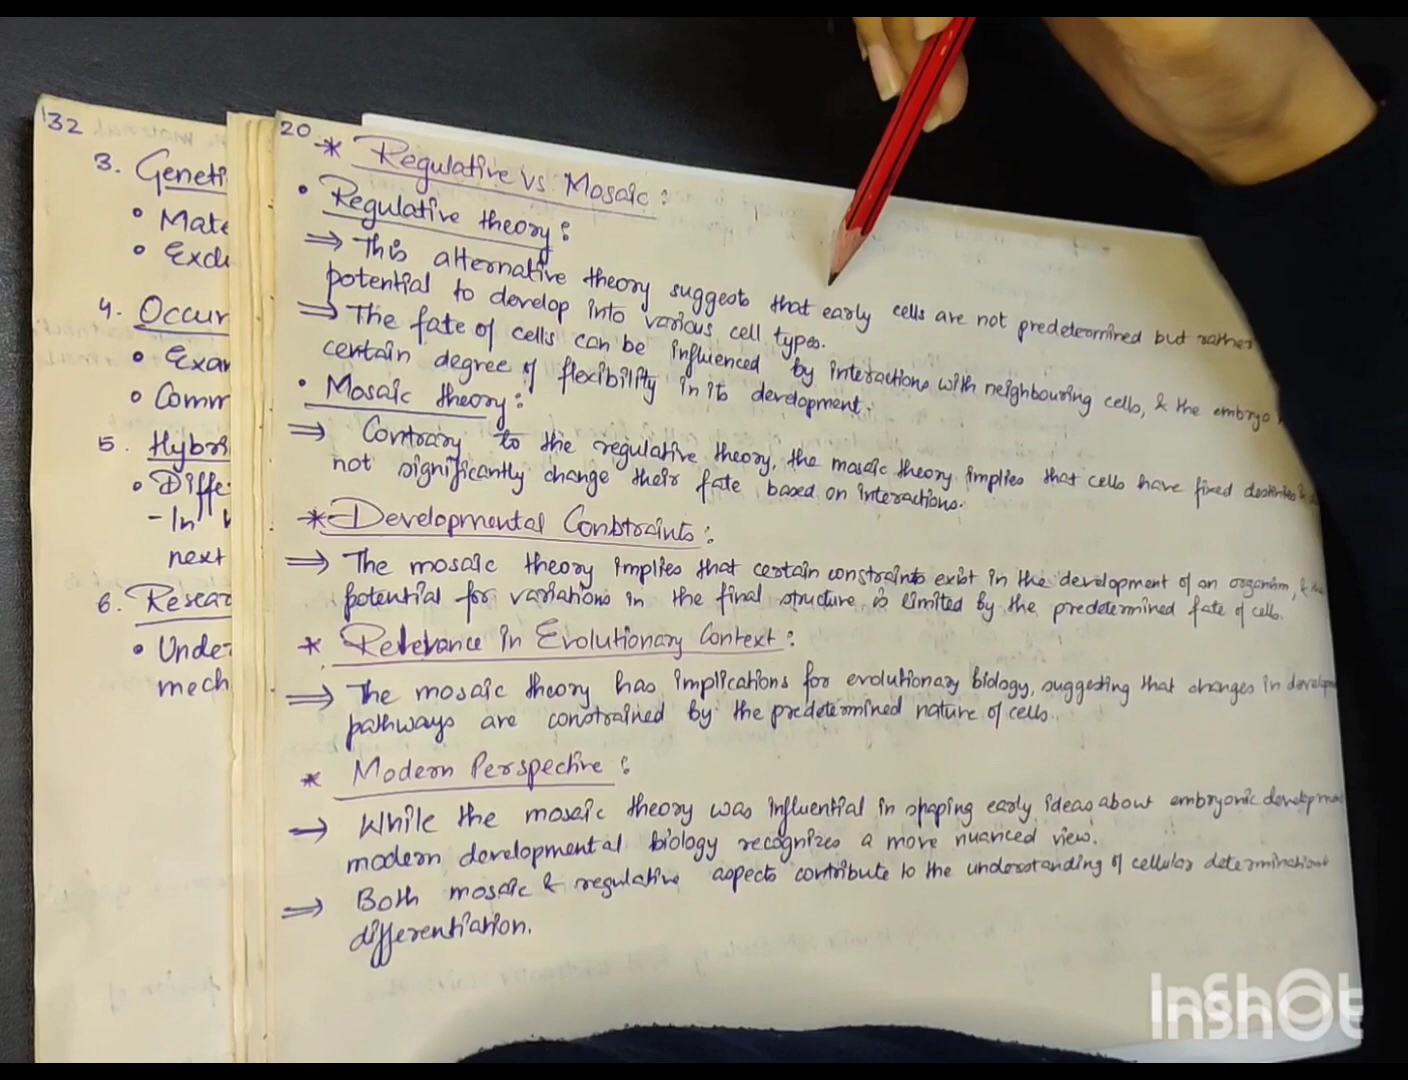 132
3. Geneti
• Mate
• Exclu
4. Occur
• Exam
• Comm
5. Hybri
• Diffe
- In
next
6. Resear
• Under
mech
20
* Regulative vs Mosaic :
• Regulative theory :
⇒ This alternative theory suggests that early cells are not predetermined but rather
potential to develop into various cell types.
⇒ The fate of cells can be influenced by interactions with neighbouring cells, & the embryo
certain degree of flexibility in its development.
• Mosaic theory :
⇒ Contrary to the regulative theory, the mosaic theory implies that cells have fixed destinies
not significantly change their fate based on interactions.
* Developmental Constraints :
⇒ The mosaic theory implies that certain constraints exist in the development of an organism, &
potential for variations in the final structure is limited by the predetermined fate of cells.
* Relevance in Evolutionary Context :
⇒ The mosaic theory has implications for evolutionary biology, suggesting that changes in develop
pathways are constrained by the predetermined nature of cells.
* Modern Perspective :
⇒ While the mosaic theory was influential in shaping early ideas about embryonic developme
modern developmental biology recognizes a more nuanced view.
⇒ Both mosaic & regulative aspects contribute to the understanding of cellular determination
differentiation.
InShOt